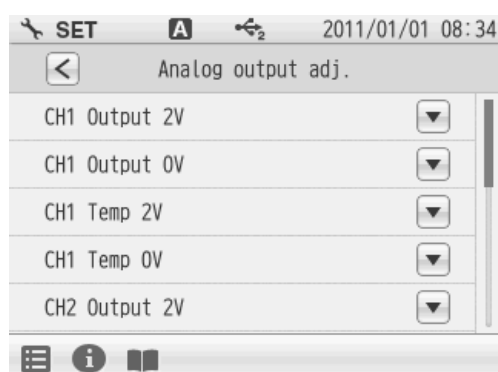 SET A 2 2011/01/01 08:34
Analog output adj.
CH1 Output 2V
CH1 Output 0V
CH1 Temp 2V
CH1 Temp 0V
CH2 Output 2V